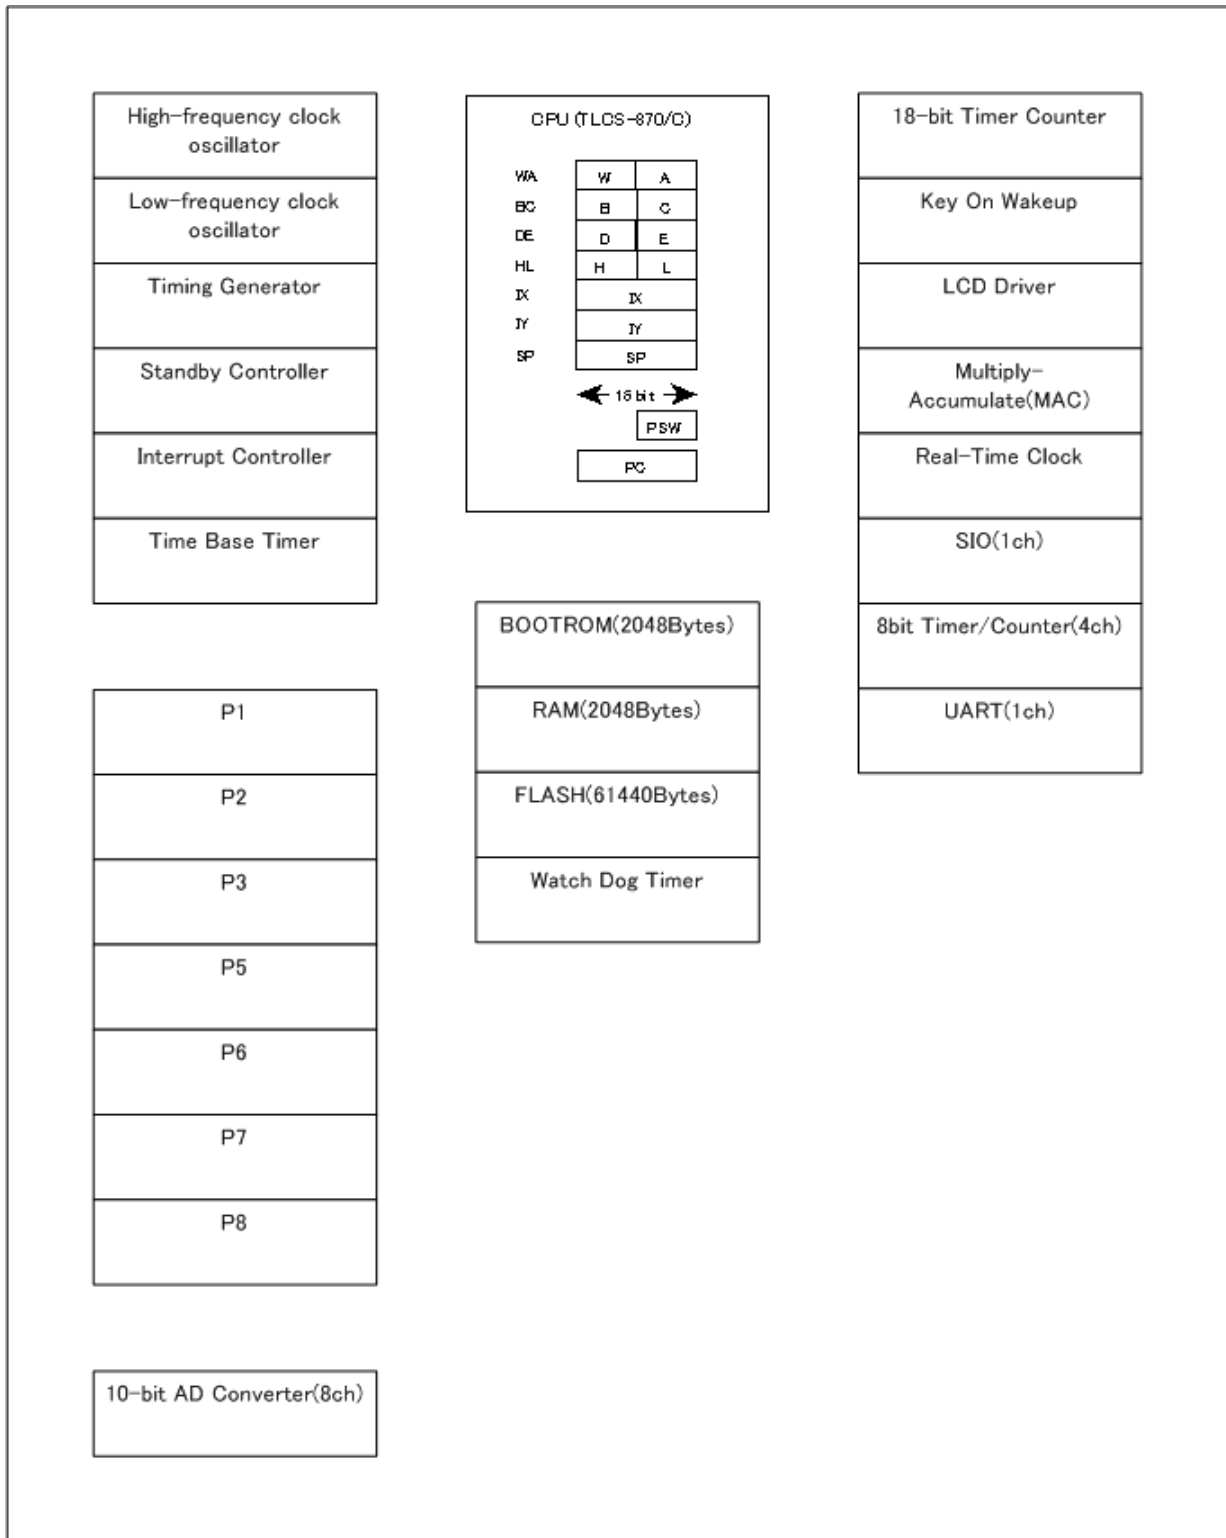 High-frequency clock
oscillator
Low-frequency clock
oscillator
Timing Generator
Standby Controller
Interrupt Controller
Time Base Timer
P1
P2
P3
P5
P6
P7
P8
10-bit AD Converter(8ch)
CPU (TLCS-870/C)
WA W A
BC B C
DE D E
HL H L
IX IX
IY IY
SP SP
16 bit
PSW
PC
BOOTROM(2048Bytes)
RAM(2048Bytes)
FLASH(61440Bytes)
Watch Dog Timer
18-bit Timer Counter
Key On Wakeup
LCD Driver
Multiply-
Accumulate(MAC)
Real-Time Clock
SIO(1ch)
8bit Timer/Counter(4ch)
UART(1ch)